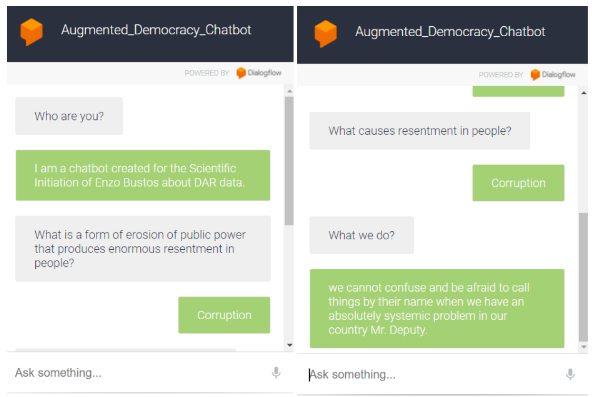 Augmented_Democracy_Chatbot
POWERED BY Dialogflow
Who are you?
I am a chatbot created for the Scientific
Initiation of Enzo Bustos about DAR data.
What is a form of erosion of public power
that produces enormous resentment in
people?
Corruption
Ask something...
Augmented_Democracy_Chatbot
POWERED BY Dialogflow
What causes resentment in people?
Corruption
What we do?
we cannot confuse and be afraid to call
things by their name when we have an
absolutely systemic problem in our
country Mr. Deputy.
Ask something...